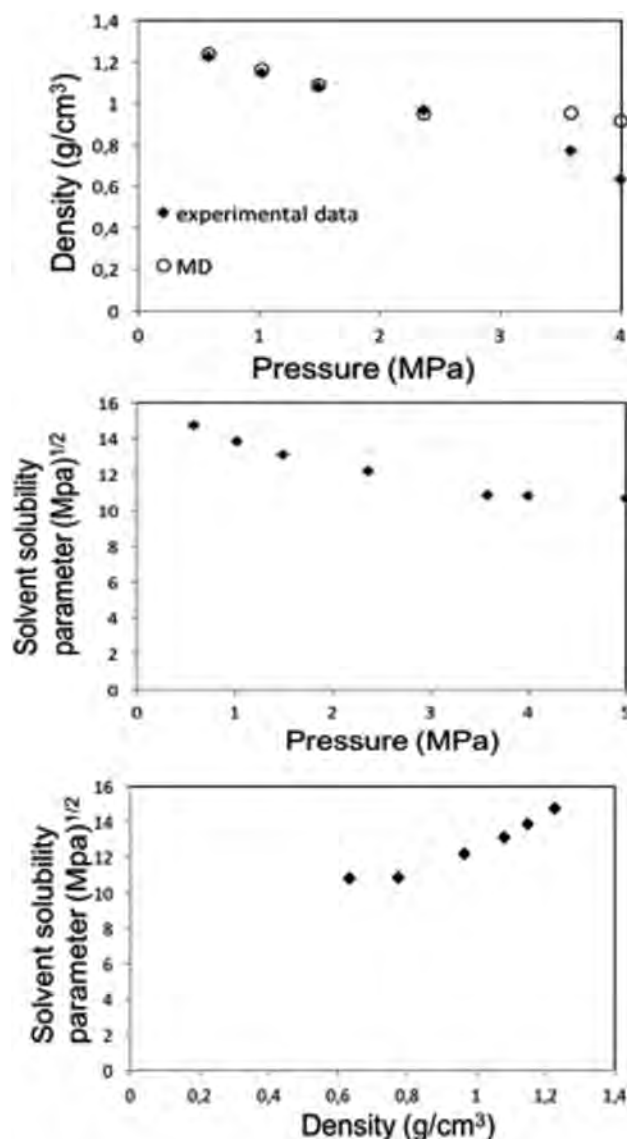 1,4
1,2
1
0,8
0,6
0,4
0,2
0
Density (g/cm³)
experimental data
MD
0 1 2 3 4
Pressure (MPa)
16
14
12
10
8
6
4
2
0
Solvent solubility
parameter (Mpa)¹/²
0 1 2 3 4 5
Pressure (MPa)
16
14
12
10
8
6
4
2
0
Solvent solubility
parameter (Mpa)¹/²
0 0,2 0,4 0,6 0,8 1 1,2 1,4
Density (g/cm³)